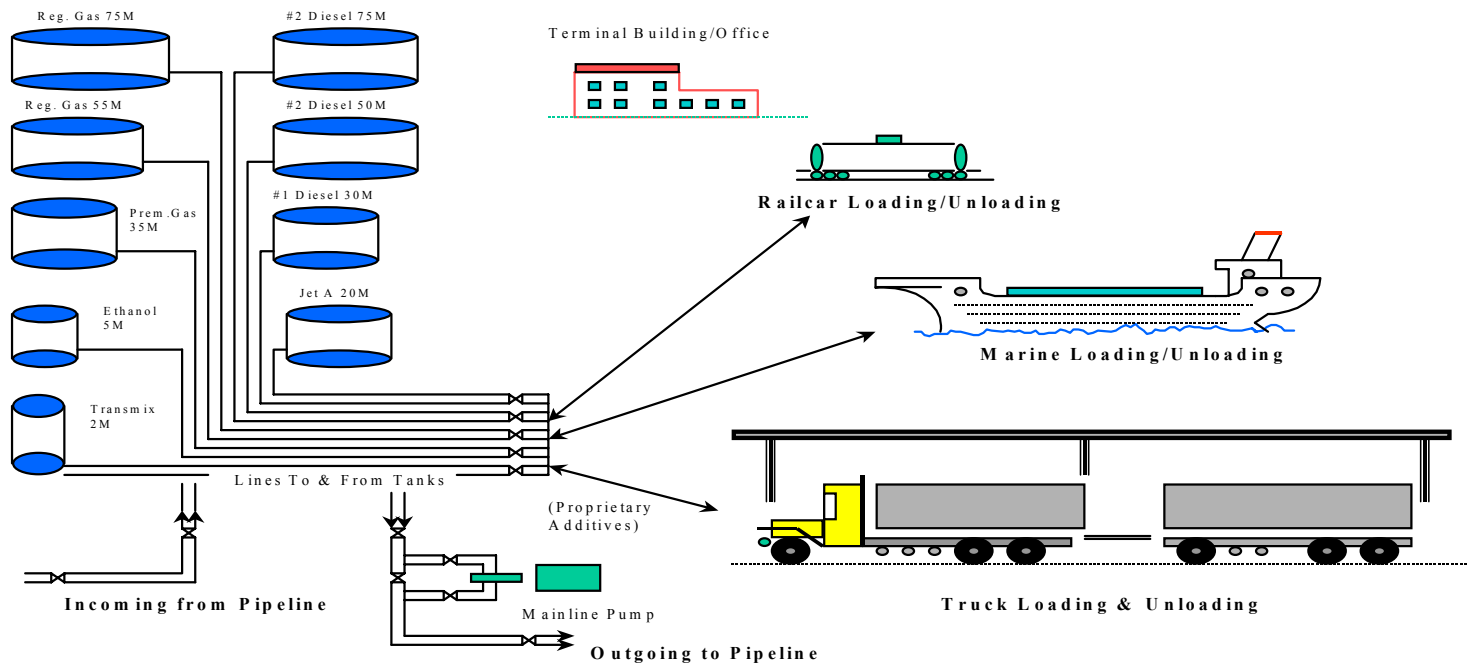 Reg. Gas 75M
#2 Diesel 75M
Terminal Building/Office
Reg. Gas 55M
#2 Diesel 50M
Railcar Loading/Unloading
Prem.Gas
35M
#1 Diesel 30M
Ethanol
5M
Jet A 20M
Marine Loading/Unloading
Transmix
2M
Lines To & From Tanks
(Proprietary
Additives)
Incoming from Pipeline
Mainline Pump
Truck Loading & Unloading
Outgoing to Pipeline